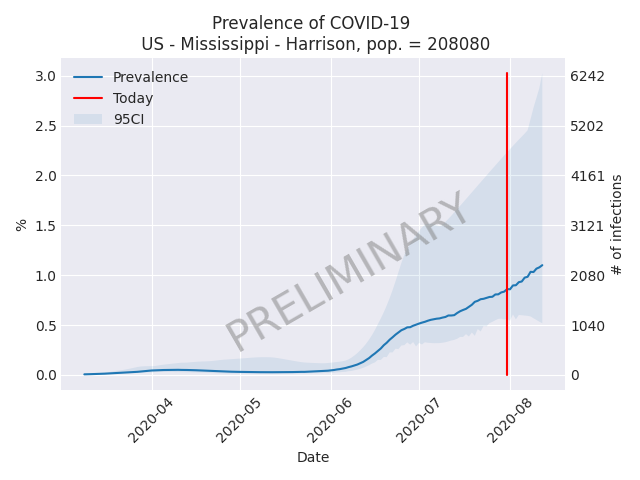 Prevalence of COVID-19
US - Mississippi - Harrison, pop. = 208080
Prevalence
Today
95CI
PRELIMINARY
3.0
2.5
2.0
1.5
1.0
0.5
0.0
%
6242
5202
4161
3121
2080
1040
0
# of infections
2020-04
2020-05
2020-06
2020-07
2020-08
Date